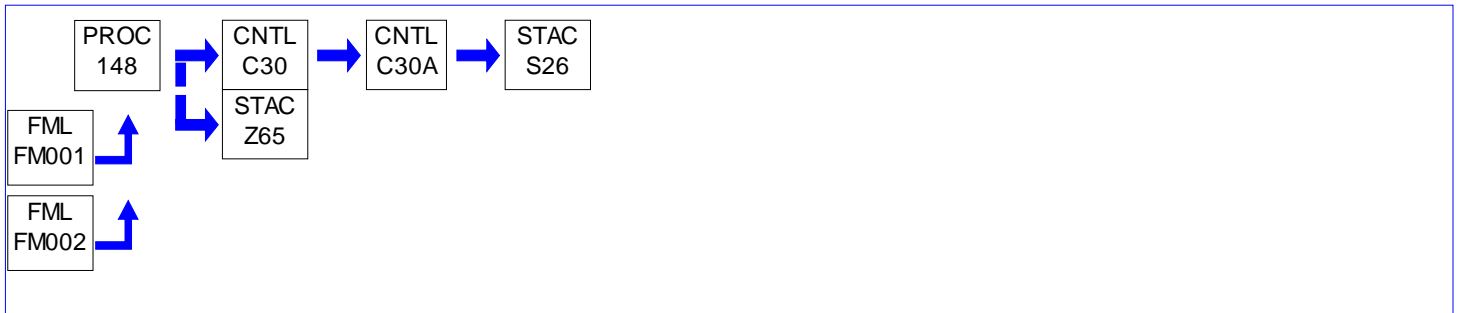 PROC
148
CNTL
C30
CNTL
C30A
STAC
S26
STAC
Z65
FML
FM001
FML
FM002